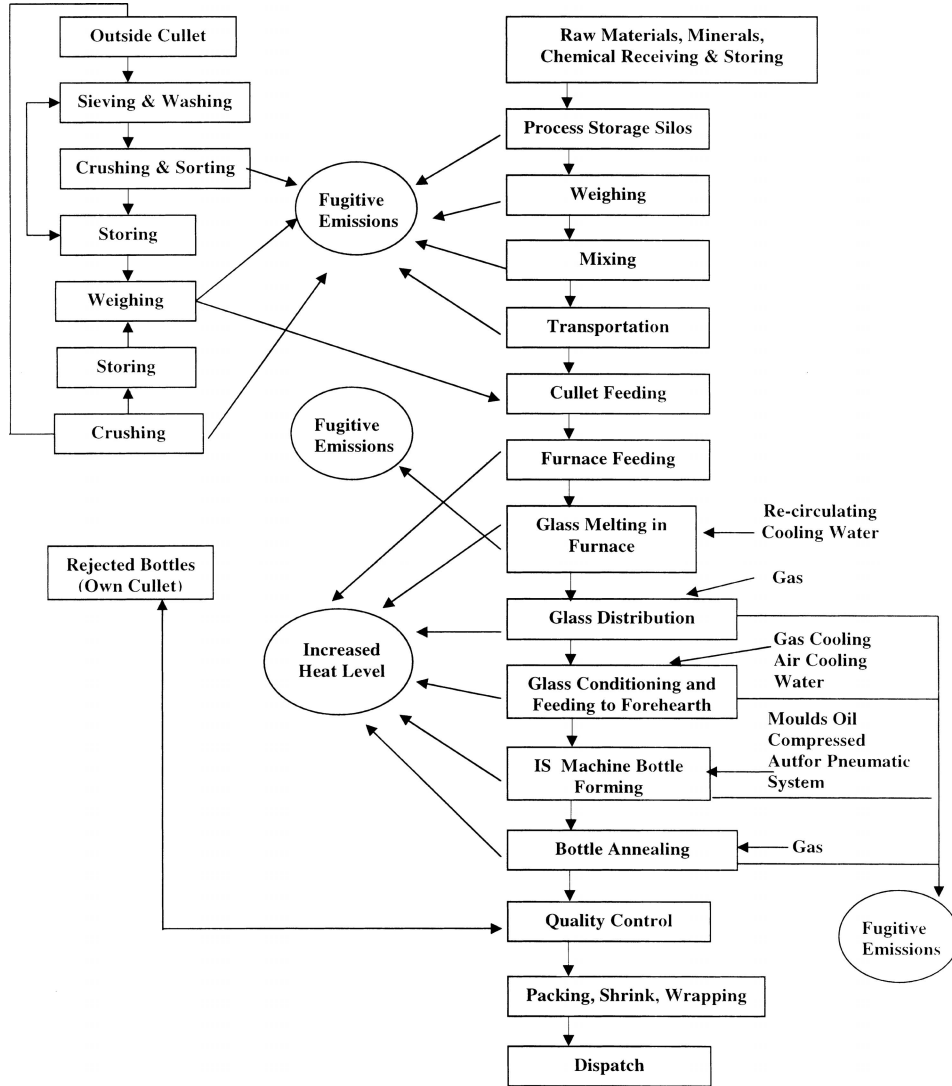 Outside Cullet
Sieving & Washing
Crushing & Sorting
Storing
Weighing
Storing
Crushing
Fugitive
Emissions
Raw Materials, Minerals,
Chemical Receiving & Storing
Process Storage Silos
Weighing
Mixing
Transportation
Cullet Feeding
Furnace Feeding
Fugitive
Emissions
Glass Melting in
Furnace
Re-circulating
Cooling Water
Rejected Bottles
(Own Cullet)
Gas
Glass Distribution
Increased
Heat Level
Gas Cooling
Air Cooling
Water
Glass Conditioning and
Feeding to Forehearth
Moulds Oil
Compressed
Autfor Pneumatic
System
IS Machine Bottle
Forming
Bottle Annealing
Gas
Quality Control
Fugitive
Emissions
Packing, Shrink, Wrapping
Dispatch